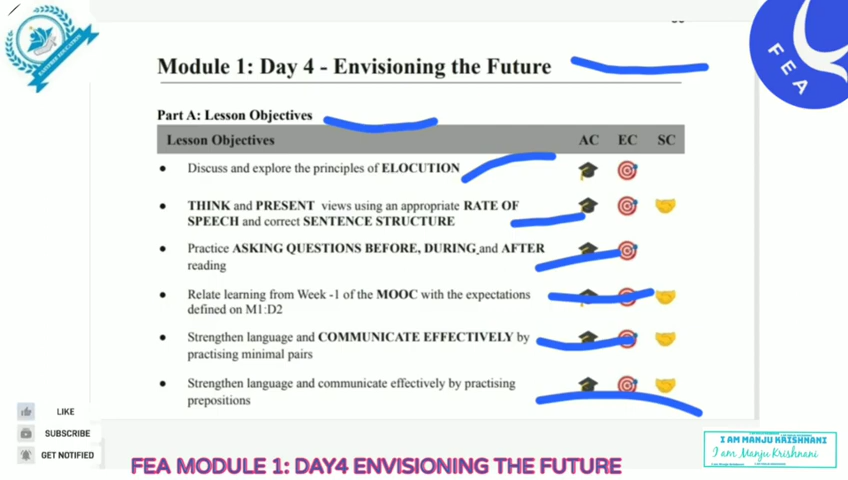 FEA
Module 1: Day 4 - Envisioning the Future
Part A: Lesson Objectives
Lesson Objectives AC EC SC
• Discuss and explore the principles of ELOCUTION
• THINK and PRESENT views using an appropriate RATE OF
SPEECH and correct SENTENCE STRUCTURE
• Practice ASKING QUESTIONS BEFORE, DURING and AFTER
reading
• Relate learning from Week -1 of the MOOC with the expectations
defined on M1:D2
• Strengthen language and COMMUNICATE EFFECTIVELY by
practising minimal pairs
• Strengthen language and communicate effectively by practising
prepositions
LIKE
SUBSCRIBE
GET NOTIFIED
I AM MANJU KRISHNANI
I am Manju Krishnani
FEA MODULE 1: DAY4 ENVISIONING THE FUTURE